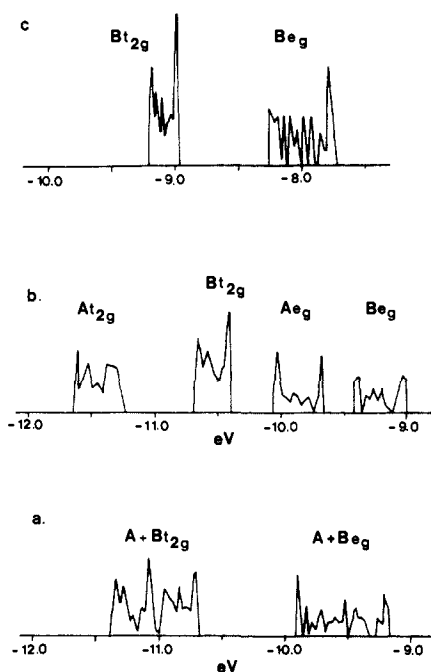 c
Bt2g
Beg
-10.0 -9.0 -8.0
b.
At2g
Bt2g
Aeg
Beg
-12.0 -11.0 -10.0 -9.0
eV
a.
A+Bt2g
A+Beg
-12.0 -11.0 -10.0 -9.0
eV